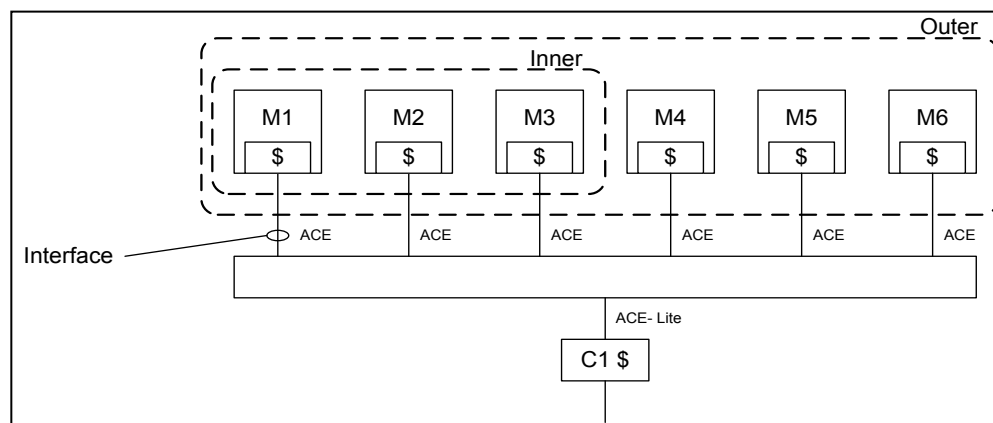 Outer
Inner
M1 M2 M3 M4 M5 M6
$ $ $ $ $ $
Interface
ACE ACE ACE ACE ACE ACE
ACE- Lite
C1 $